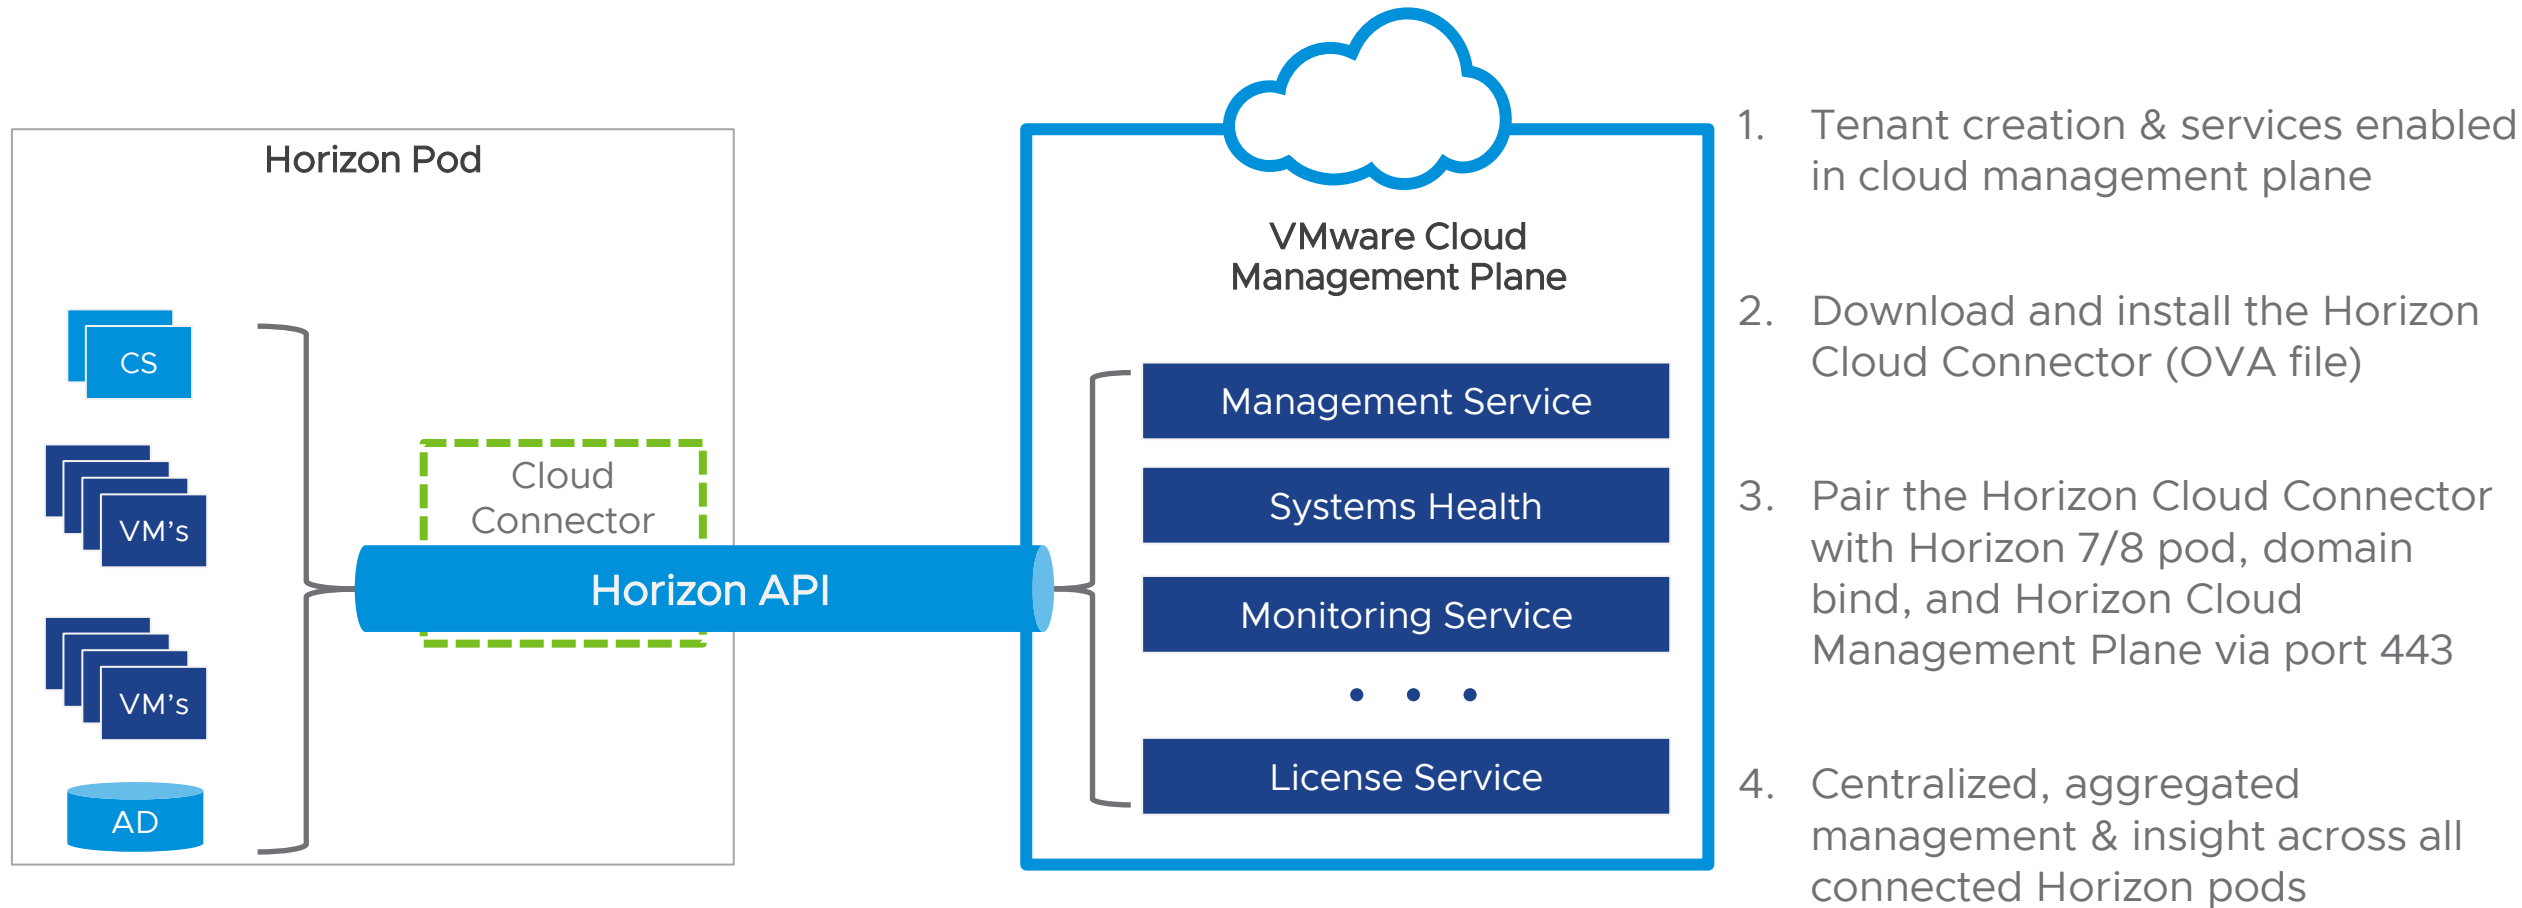 Horizon Pod
CS
VM's
VM's
AD
Cloud
Connector
Horizon API
VMware Cloud
Management Plane
Management Service
Systems Health
Monitoring Service
• • •
License Service
1. Tenant creation & services enabled
in cloud management plane
2. Download and install the Horizon
Cloud Connector (OVA file)
3. Pair the Horizon Cloud Connector
with Horizon 7/8 pod, domain
bind, and Horizon Cloud
Management Plane via port 443
4. Centralized, aggregated
management & insight across all
connected Horizon pods